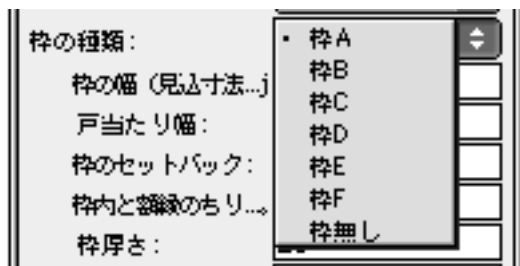 枠の種類:
枠の幅（見込寸法…j
戸当たり幅:
枠のセットバック:
枠内と額縁のちり…。
枠厚さ:
・ 枠A
枠B
枠C
枠D
枠E
枠F
枠無し